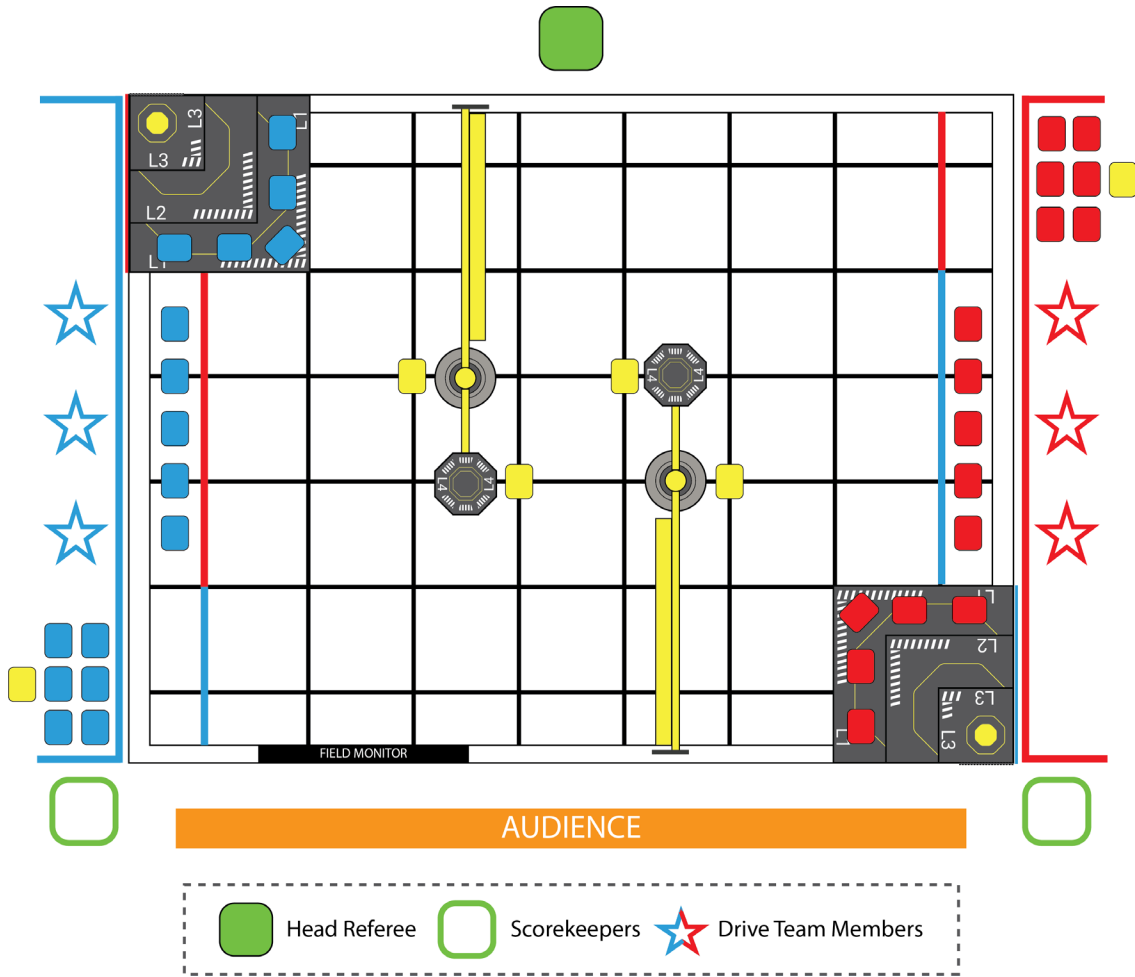 L3
L1
L3
L2
L1
L4
L4
L4
L4
L1
L2
L3
L3
L1
FIELD MONITOR
AUDIENCE
Head Referee
Scorekeepers
Drive Team Members